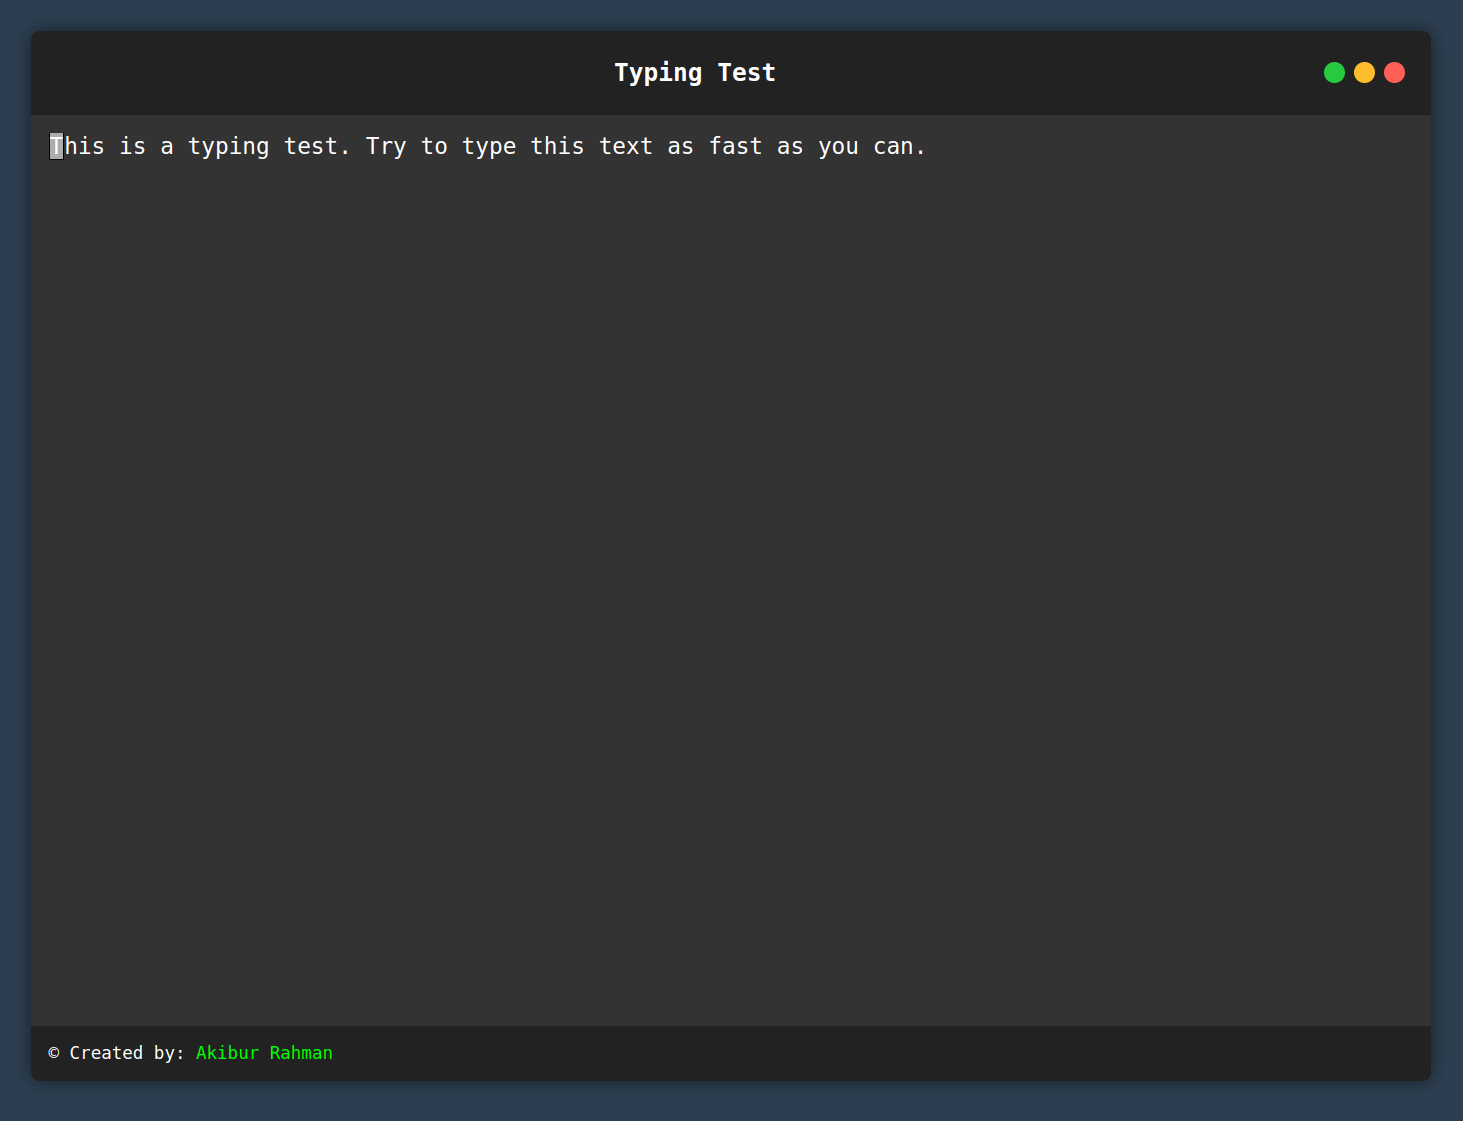 Typing Test
This is a typing test. Try to type this text as fast as you can.
© Created by: Akibur Rahman